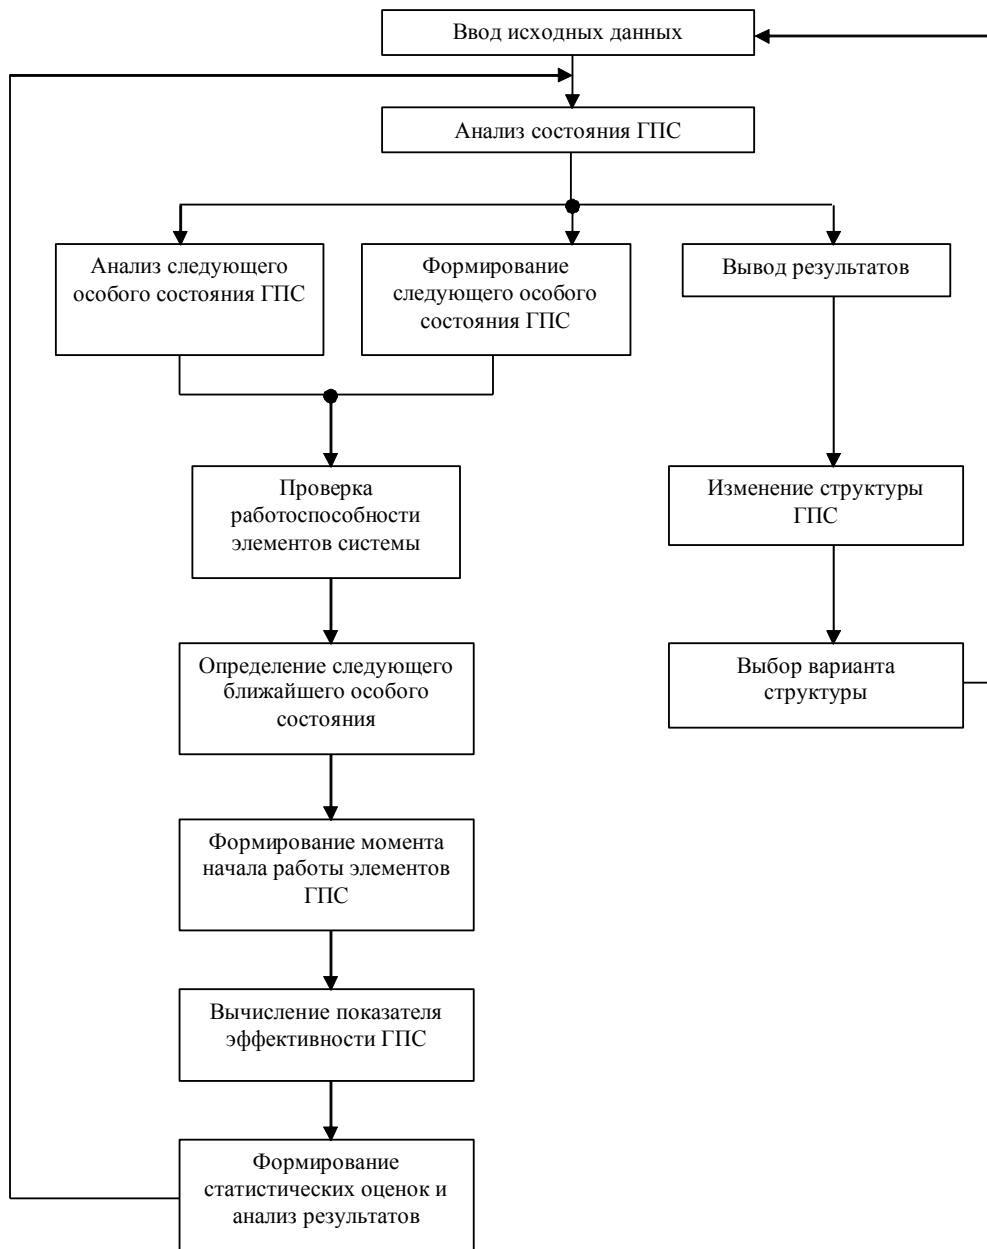 Ввод исходных данных
Анализ состояния ГПС
Анализ следующего
особого состояния ГПС
Формирование
следующего особого
состояния ГПС
Вывод результатов
Проверка
работоспособности
элементов системы
Изменение структуры
ГПС
Определение следующего
ближайшего особого
состояния
Выбор варианта
структуры
Формирование момента
начала работы элементов
ГПС
Вычисление показателя
эффективности ГПС
Формирование
статистических оценок и
анализ результатов